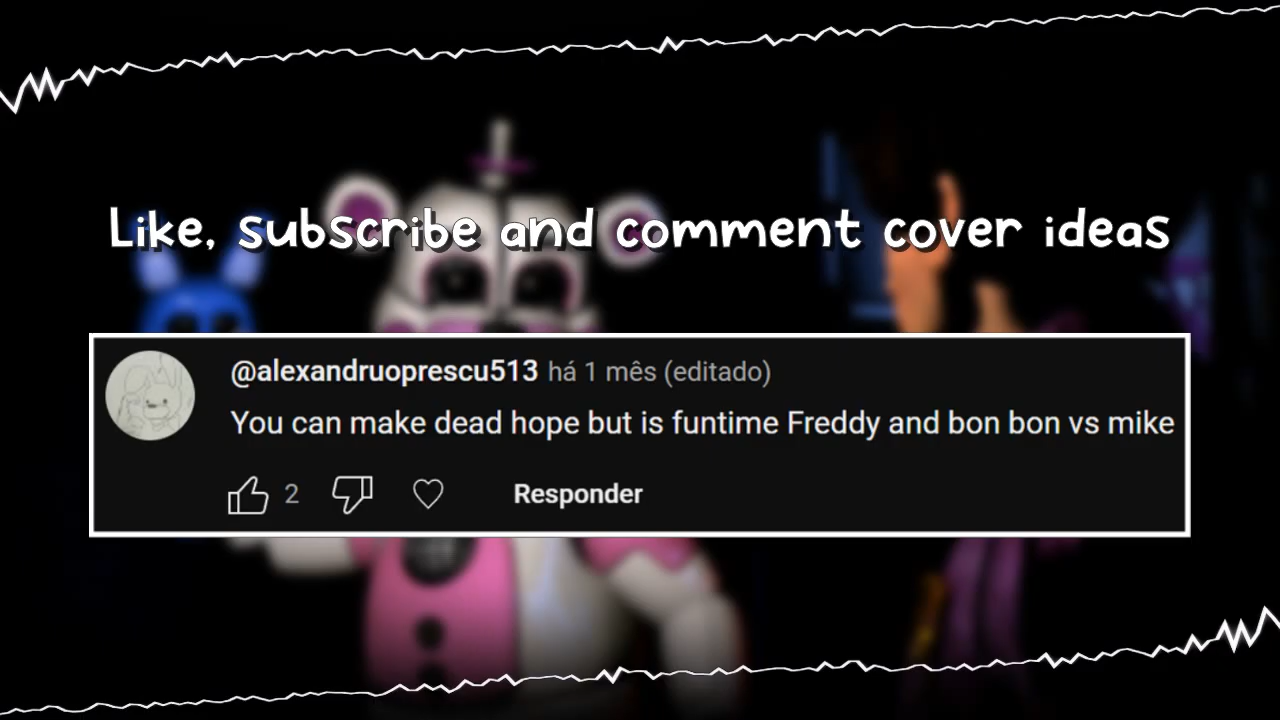 Like, subscribe and comment cover ideas
@alexandruoprescu513 há 1 mês (editado)
You can make dead hope but is funtime Freddy and bon bon vs mike
2 Responder